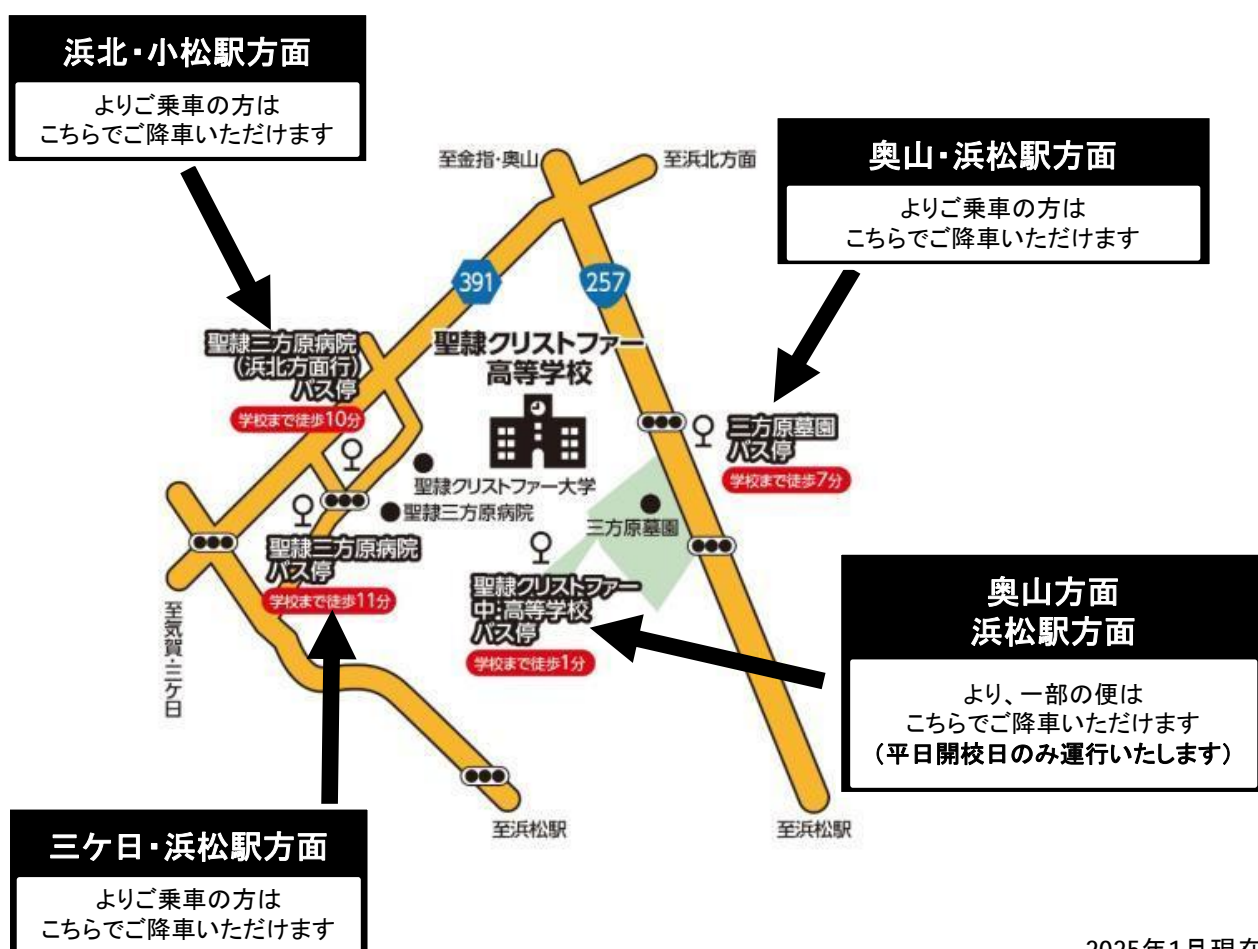 浜北・小松駅方面
よりご乗車の方は
こちらでご降車いただけます
奥山・浜松駅方面
よりご乗車の方は
こちらでご降車いただけます
至金指・奥山
至浜北方面
391
257
聖隷三方原病院
(浜北方面行)
バス停
学校まで徒歩10分
聖隷クリストファー
高等学校
三方原墓園
バス停
学校まで徒歩7分
聖隷クリストファー大学
聖隷三方原病院
三方原墓園
聖隷三方原病院
バス停
学校まで徒歩11分
聖隷クリストファー
中・高等学校
バス停
学校まで徒歩1分
至気賀・三ケ日
奥山方面
浜松駅方面
より、一部の便は
こちらでご降車いただけます
(平日開校日のみ運行いたします)
至浜松駅
至浜松駅
三ケ日・浜松駅方面
よりご乗車の方は
こちらでご降車いただけます
2025年1月現在